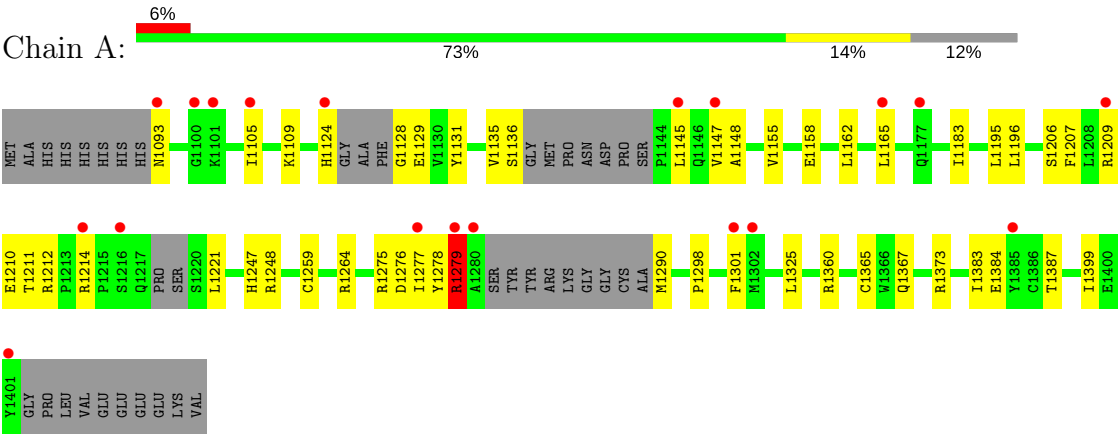 6%
Chain A:
73% 14% 12%
MET ALA HIS HIS HIS HIS HIS HIS N1093 G1100 K1101 I1105 K1109 H1124 GLY ALA PHE G1128 E1129 V1130 Y1131 V1135 S1136 GLY MET PRO ASN ASP PRO SER P1144 L1145 Q1146 V1147 A1148 V1155 E1158 L1162 L1165 Q1177 I1183 L1195 L1196 S1206 F1207 L1208 R1209
E1210 T1211 R1212 P1213 R1214 P1215 S1216 Q1217 PRO SER S1220 L1221 H1247 R1248 C1259 R1264 R1275 D1276 I1277 Y1278 R1279 A1280 SER TYR TYR ARG LYS GLY GLY CYS ALA M1290 P1298 F1301 M1302 L1325 R1360 C1365 W1366 Q1367 R1373 I1383 E1384 Y1385 C1386 T1387 I1399 E1400
Y1401 GLY PRO LEU VAL GLU GLU GLU GLU LYS VAL